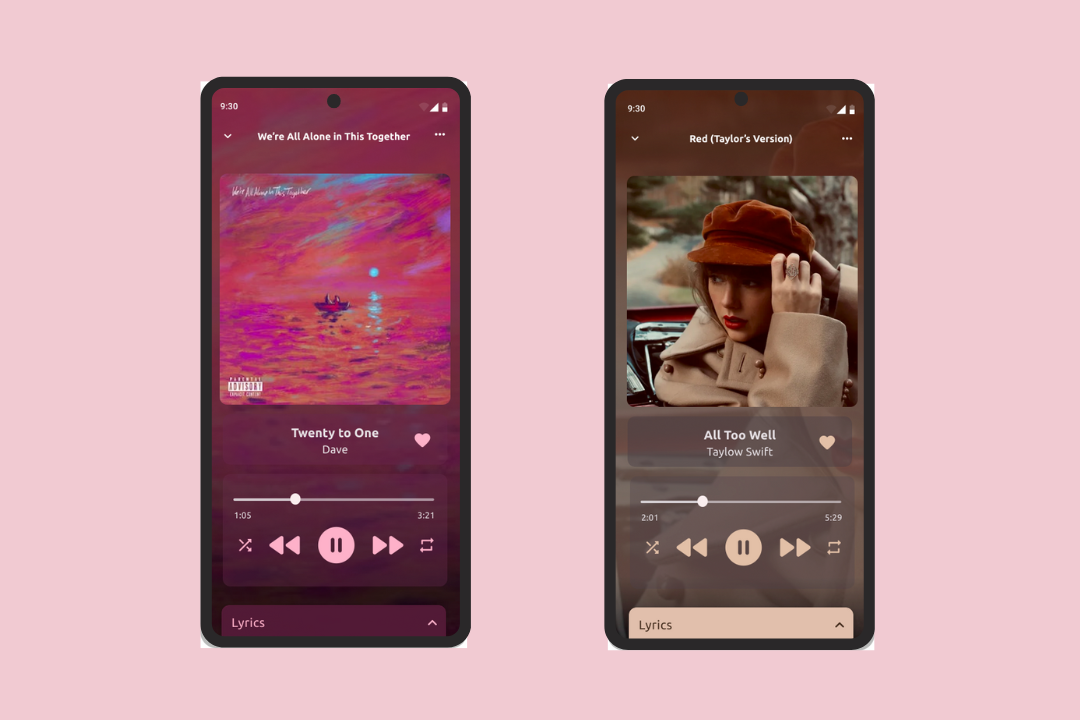 9:30
We're All Alone in This Together
We're All Alone In This Together
PARENTAL
ADVISORY
EXPLICIT CONTENT
Twenty to One
Dave
1:05
3:21
Lyrics
9:30
Red (Taylor's Version)
All Too Well
Taylow Swift
2:01
5:29
Lyrics